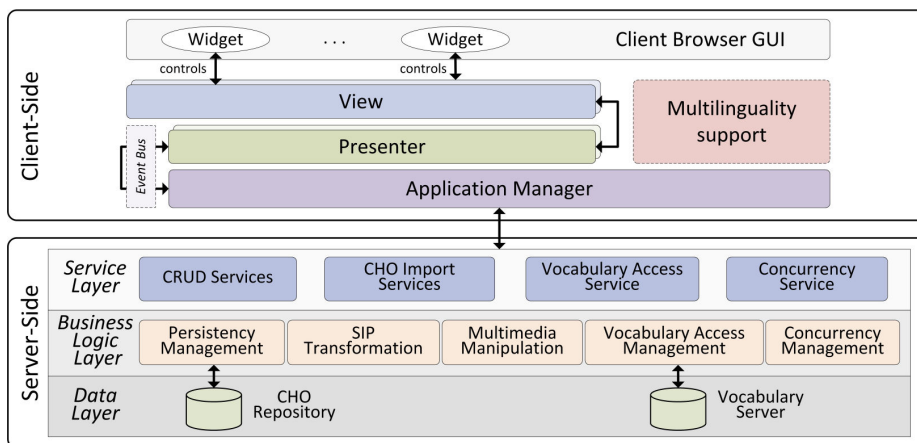 Client-Side
Widget
. . .
Widget
Client Browser GUI
controls
controls
View
Multilinguality
support
Event Bus
Presenter
Application Manager
Server-Side
Service
Layer
CRUD Services
CHO Import
Services
Vocabulary Access
Service
Concurrency
Service
Business
Logic
Layer
Persistency
Management
SIP
Transformation
Multimedia
Manipulation
Vocabulary Access
Management
Concurrency
Management
Data
Layer
CHO
Repository
Vocabulary
Server